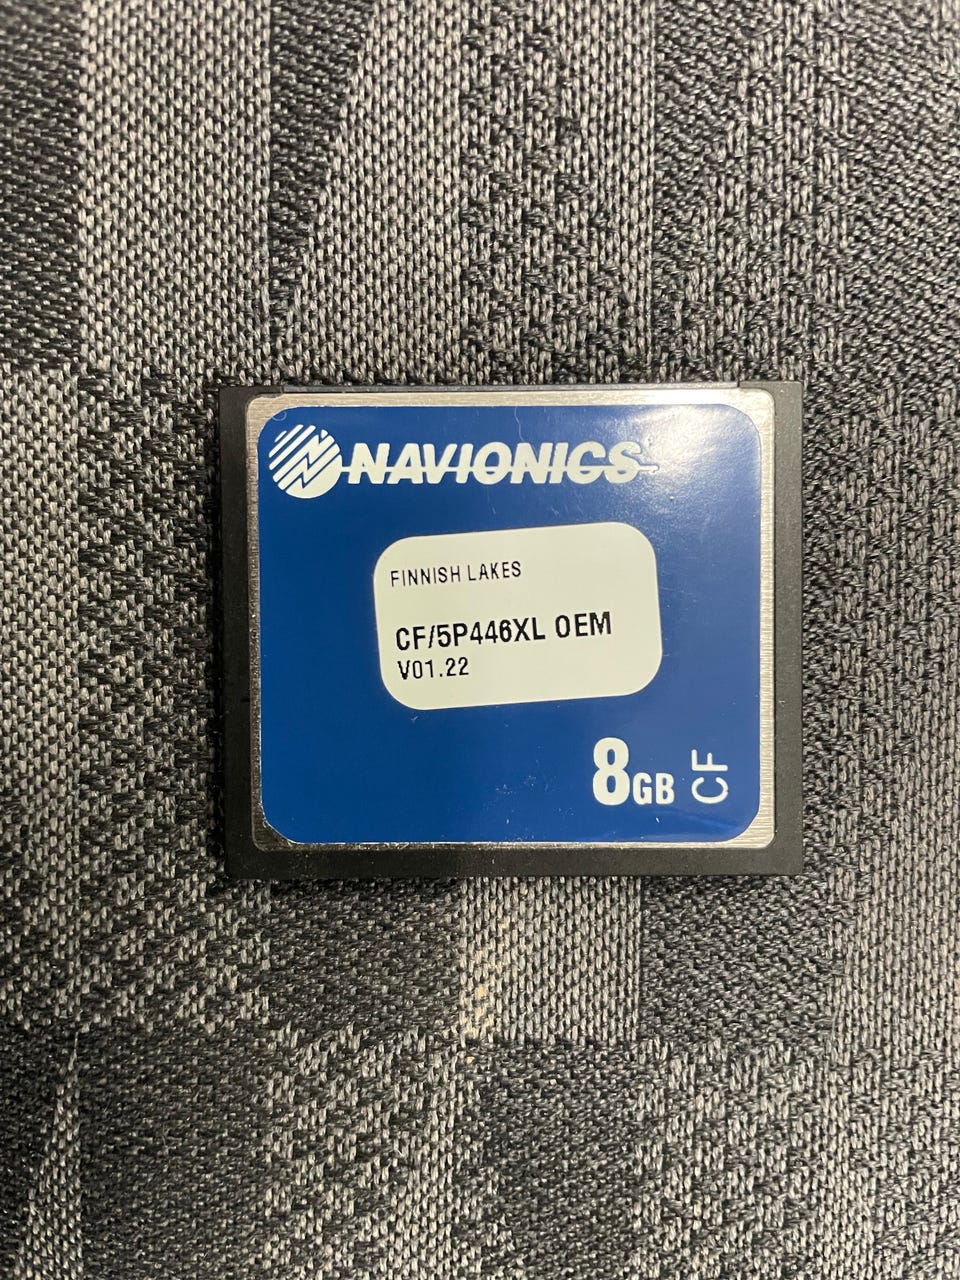 NAVIONICS
FINNISH LAKES
CF/5P446XL OEM
V01.22
8GB CF